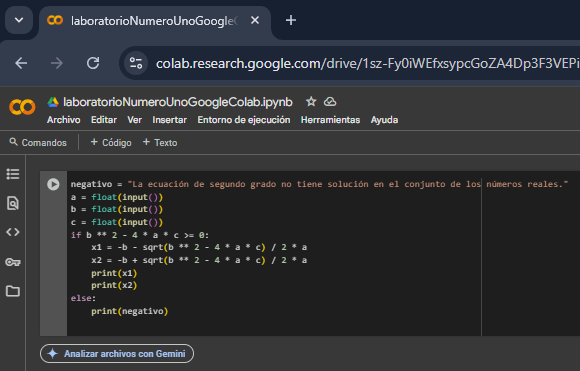 laboratorioNumeroUnoGoogleC
colab.research.google.com/drive/1sz-Fy0iWEfxsypcGoZA4Dp3F3VEPi
laboratorioNumeroUnoGoogleColab.ipynb
Archivo Editar Ver Insertar Entorno de ejecución Herramientas Ayuda
Comandos + Código + Texto
negativo = "La ecuación de segundo grado no tiene solución en el conjunto de los números reales."
a = float(input())
b = float(input())
c = float(input())
if b ** 2 - 4 * a * c >= 0:
    x1 = -b - sqrt(b ** 2 - 4 * a * c) / 2 * a
    x2 = -b + sqrt(b ** 2 - 4 * a * c) / 2 * a
    print(x1)
    print(x2)
else:
    print(negativo)
Analizar archivos con Gemini